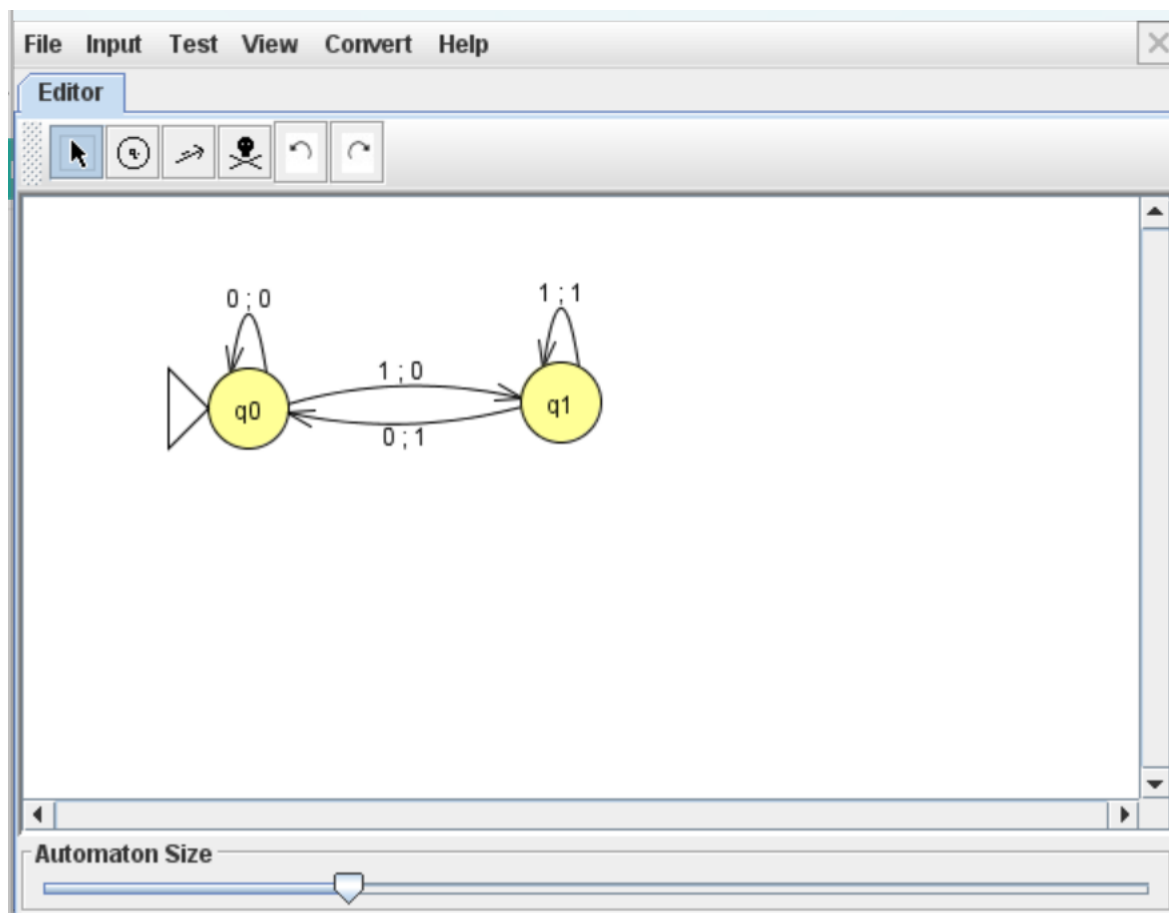 File Input Test View Convert Help
Editor
0 ; 0
1 ; 1
1 ; 0
q0
q1
0 ; 1
Automaton Size